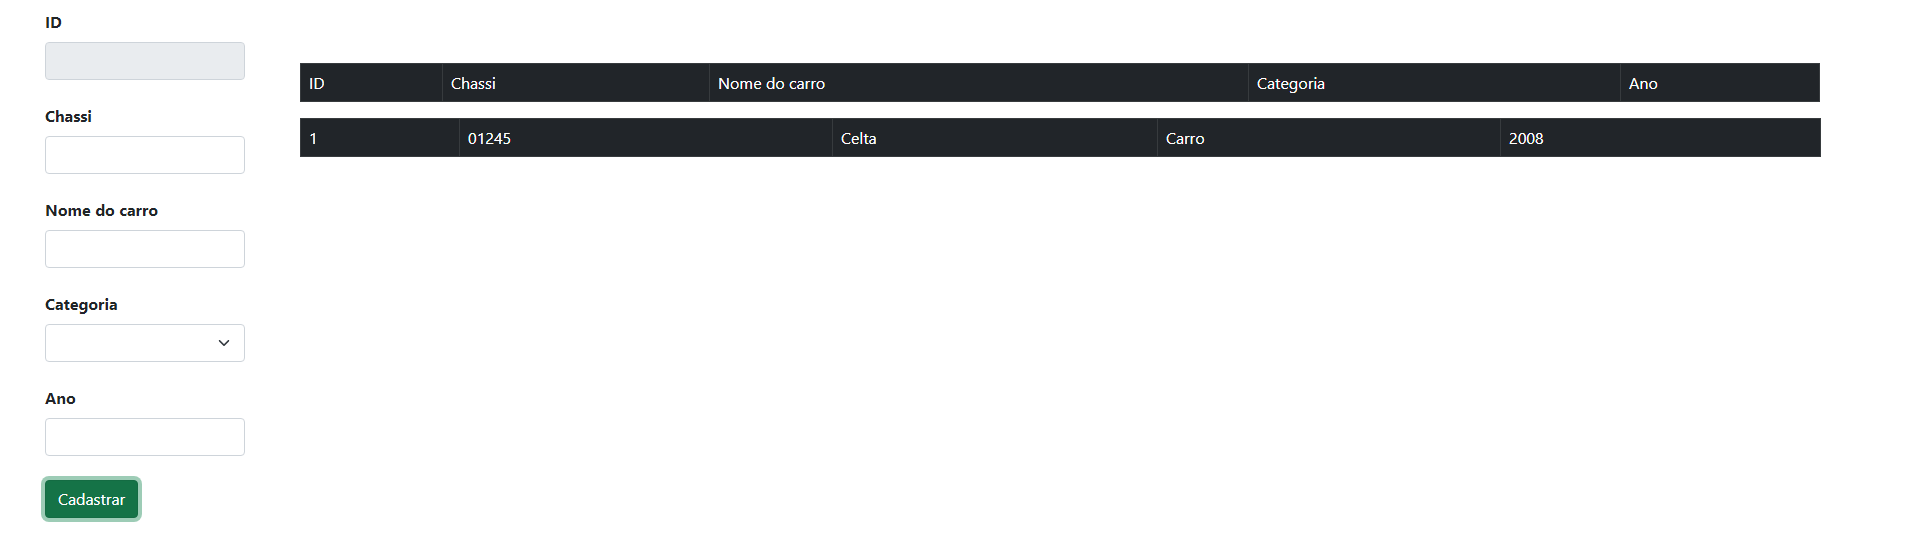 ID
Chassi
Nome do carro
Categoria
Ano
Cadastrar
ID Chassi Nome do carro Categoria Ano
1 01245 Celta Carro 2008